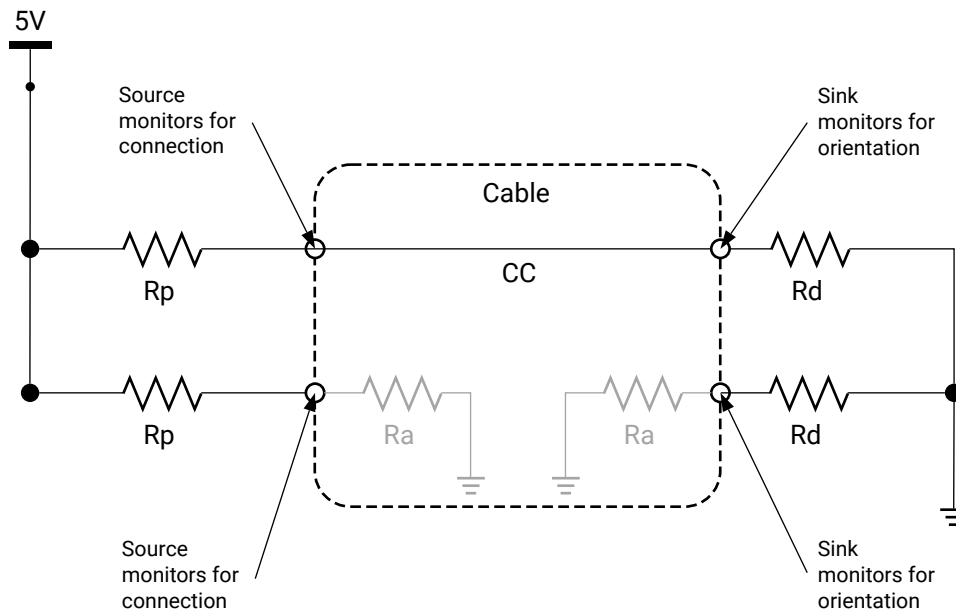 5V
Source
monitors for
connection
Sink
monitors for
orientation
Cable
CC
Rp
Rd
Rp
Ra
Ra
Rd
Source
monitors for
connection
Sink
monitors for
orientation